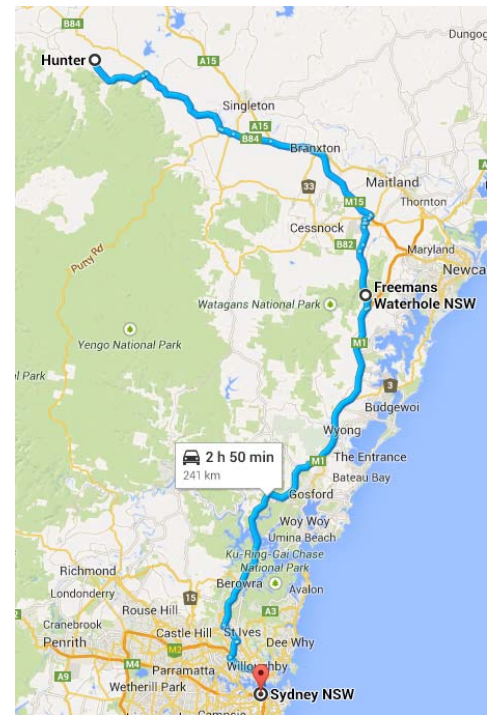 B84
Dungog
Hunter
A15
B84
Singleton
A15
B84
Branxton
33
Maitland
M15
Thornton
Cessnock
B82
Maryland
Newca
Putty Rd
Freemans
Waterhole NSW
Watagans National Park
Yengo National Park
l Park
M1
3
Budgewoi
Wyong
2 h 50 min
241 km
The Entrance
M1
Bateau Bay
Gosford
Woy Woy
Umina Beach
Ku-Ring-Gai Chase
National Park
Richmond
Berowra
Avalon
Londonderry
15
Rouse Hill
A3
Cranebrook
Castle Hill
St Ives
Dee Why
Penrith
M2
Willoughby
M4
Parramatta
A9
Wetherill Park
Sydney NSW